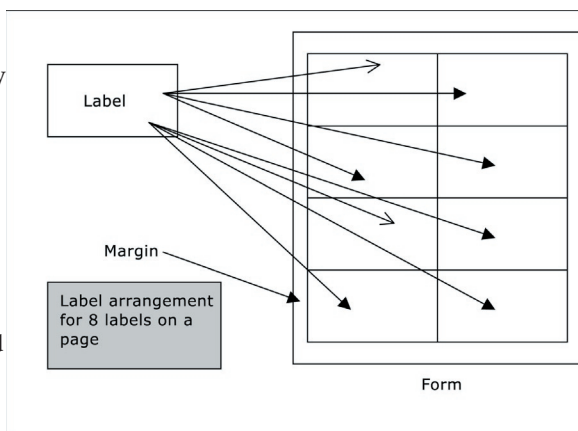 y
Label
Margin
Label arrangement
for 8 labels on a
page
d
Form